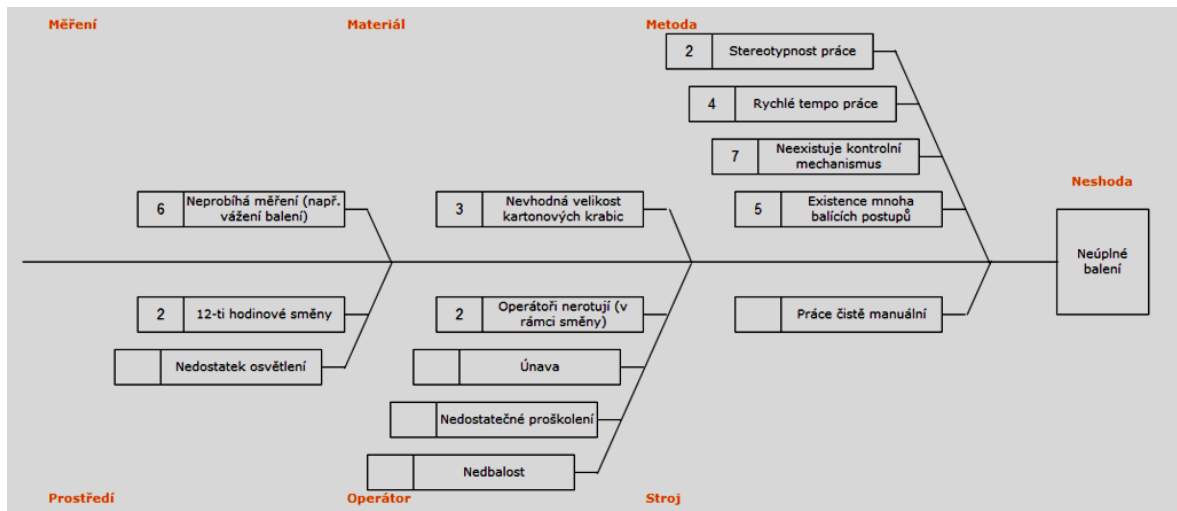 Měření
Materiál
Metoda
2 Stereotypnost práce
4 Rychlé tempo práce
7 Neexistuje kontrolní
mechanismus
Neshoda
6 Neprobíhá měření (např.
vážení balení)
3 Nevhodná velikost
kartonových krabic
5 Existence mnoha
balících postupů
Neúplné
balení
2 12-ti hodinové směny
2 Operátoři nerotují (v
rámci směny)
Práce čistě manuální
Nedostatek osvětlení
Únava
Nedostatečné proškolení
Nedbalost
Prostředí
Operátor
Stroj